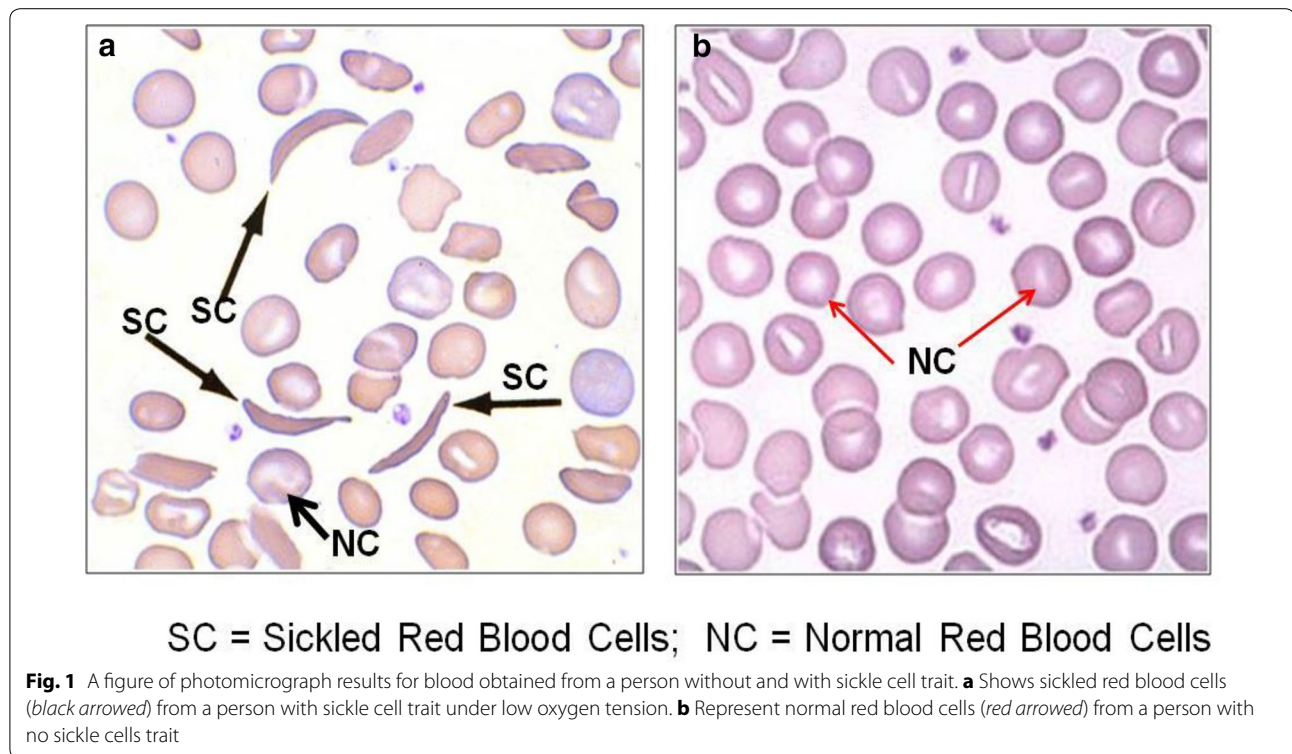 a
b
SC
SC
SC
NC
NC
SC = Sickled Red Blood Cells; NC = Normal Red Blood Cells
Fig. 1 A figure of photomicrograph results for blood obtained from a person without and with sickle cell trait. a Shows sickled red blood cells
(black arrowed) from a person with sickle cell trait under low oxygen tension. b Represent normal red blood cells (red arrowed) from a person with
no sickle cells trait